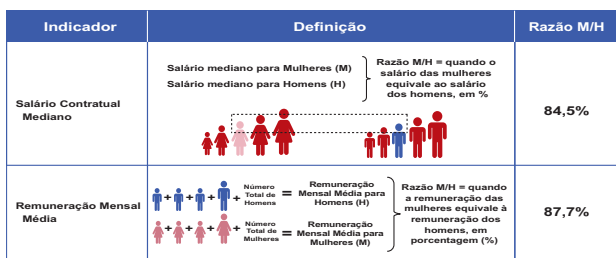 Indicador
Definição
Razão M/H
Salário Contratual
Mediano
Salário mediano para Mulheres (M)
Salário mediano para Homens (H)
Razão M/H = quando o
salário das mulheres
equivale ao salário
dos homens, em %
84,5%
Remuneração Mensal
Média
+ + + +
Número
Total de
Homens
=
Remuneração
Mensal Média para
Homens (H)
+ + + +
Número
Total de
Mulheres
=
Remuneração
Mensal Média para
Mulheres (M)
Razão M/H = quando
a remuneração das
mulheres equivale à
remuneração dos
homens, em
porcentagem (%)
87,7%